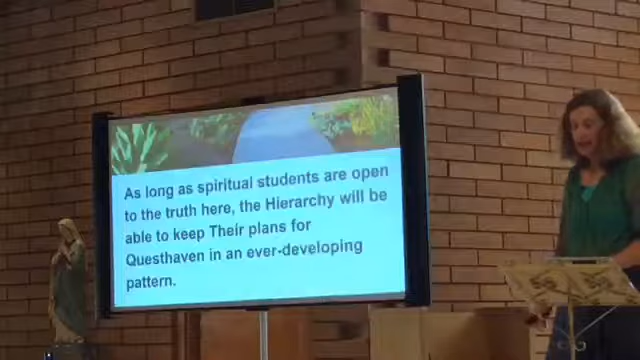 As long as spiritual students are open
to the truth here, the Hierarchy will be
able to keep Their plans for
Questhaven in an ever-developing
pattern.